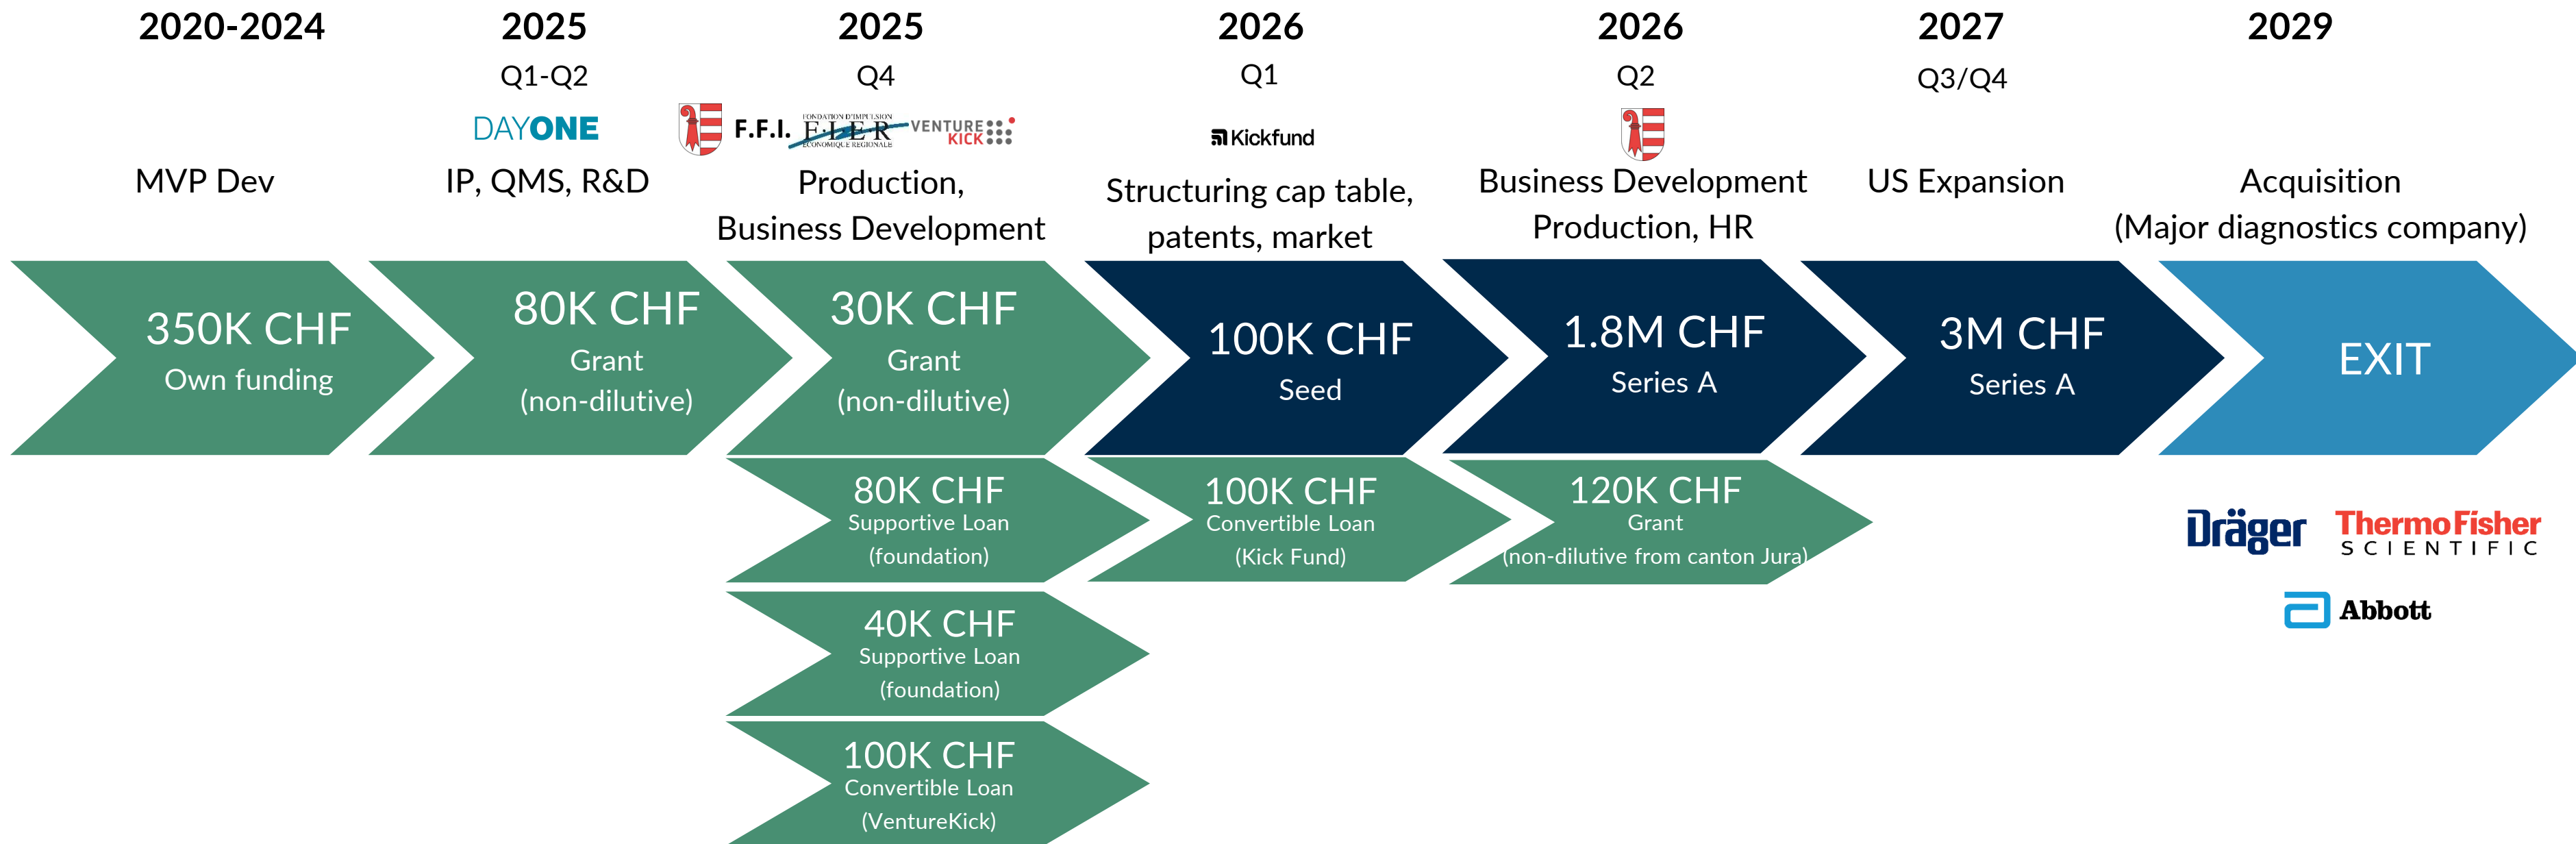 2020-2024
MVP Dev
350K CHF
Own funding
2025
Q1-Q2
DAYONE
IP, QMS, R&D
80K CHF
Grant
(non-dilutive)
2025
Q4
F.F.I.
FONDATION D'IMPULSION
F.I.E.R
ECONOMIQUE REGIONALE
VENTURE
KICK
Production,
Business Development
30K CHF
Grant
(non-dilutive)
80K CHF
Supportive Loan
(foundation)
40K CHF
Supportive Loan
(foundation)
100K CHF
Convertible Loan
(VentureKick)
2026
Q1
Kickfund
Structuring cap table,
patents, market
100K CHF
Seed
100K CHF
Convertible Loan
(Kick Fund)
2026
Q2
Business Development
Production, HR
1.8M CHF
Series A
120K CHF
Grant
(non-dilutive from canton Jura)
2027
Q3/Q4
US Expansion
3M CHF
Series A
2029
Acquisition
(Major diagnostics company)
EXIT
Dräger
ThermoFisher
SCIENTIFIC
Abbott